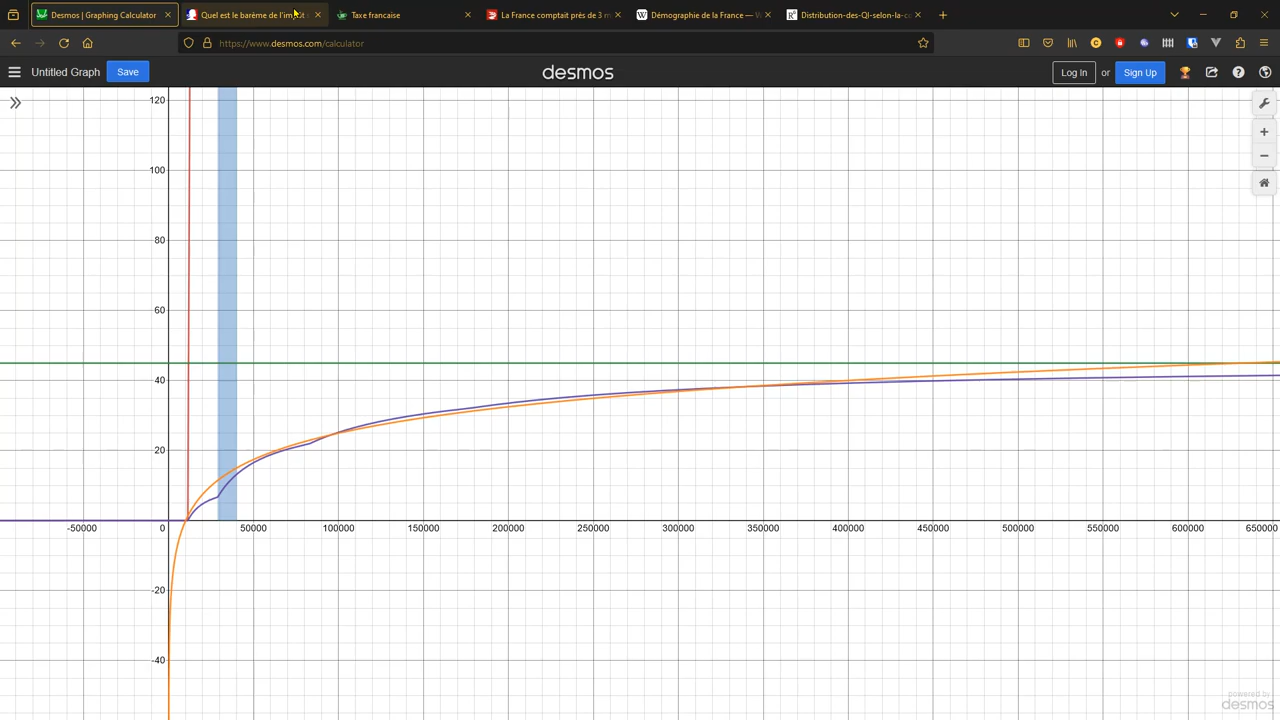 Desmos | Graphing Calculator
Quel est le barème de l'impôt
Taxe francaise
La France comptait près de 3 m
Démographie de la France — W
Distribution-des-QI-selon-la-c
https://www.desmos.com/calculator
Untitled Graph
Save
desmos
Log In
or
Sign Up
120
100
80
60
40
20
-50000
0
50000
100000
150000
200000
250000
300000
350000
400000
450000
500000
550000
600000
650000
-20
-40
powered by
desmos